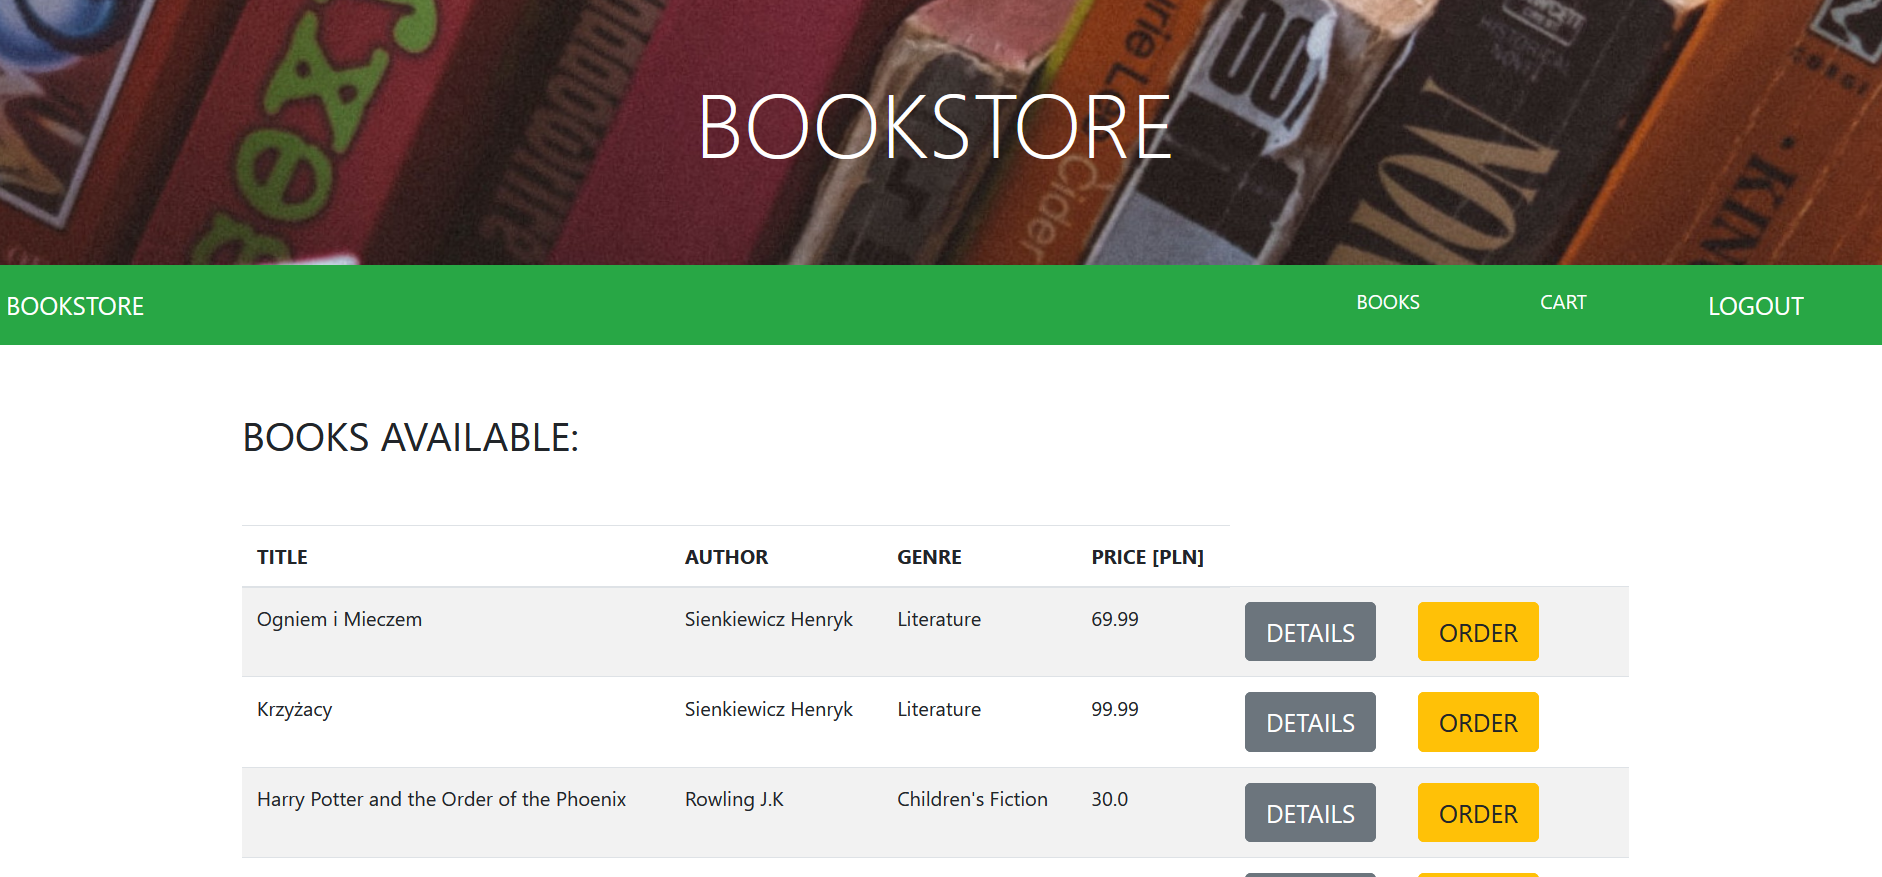 BOOKSTORE
BOOKSTORE BOOKS CART LOGOUT
BOOKS AVAILABLE:
TITLE AUTHOR GENRE PRICE [PLN]
Ogniem i Mieczem Sienkiewicz Henryk Literature 69.99 DETAILS ORDER
Krzyżacy Sienkiewicz Henryk Literature 99.99 DETAILS ORDER
Harry Potter and the Order of the Phoenix Rowling J.K Children's Fiction 30.0 DETAILS ORDER